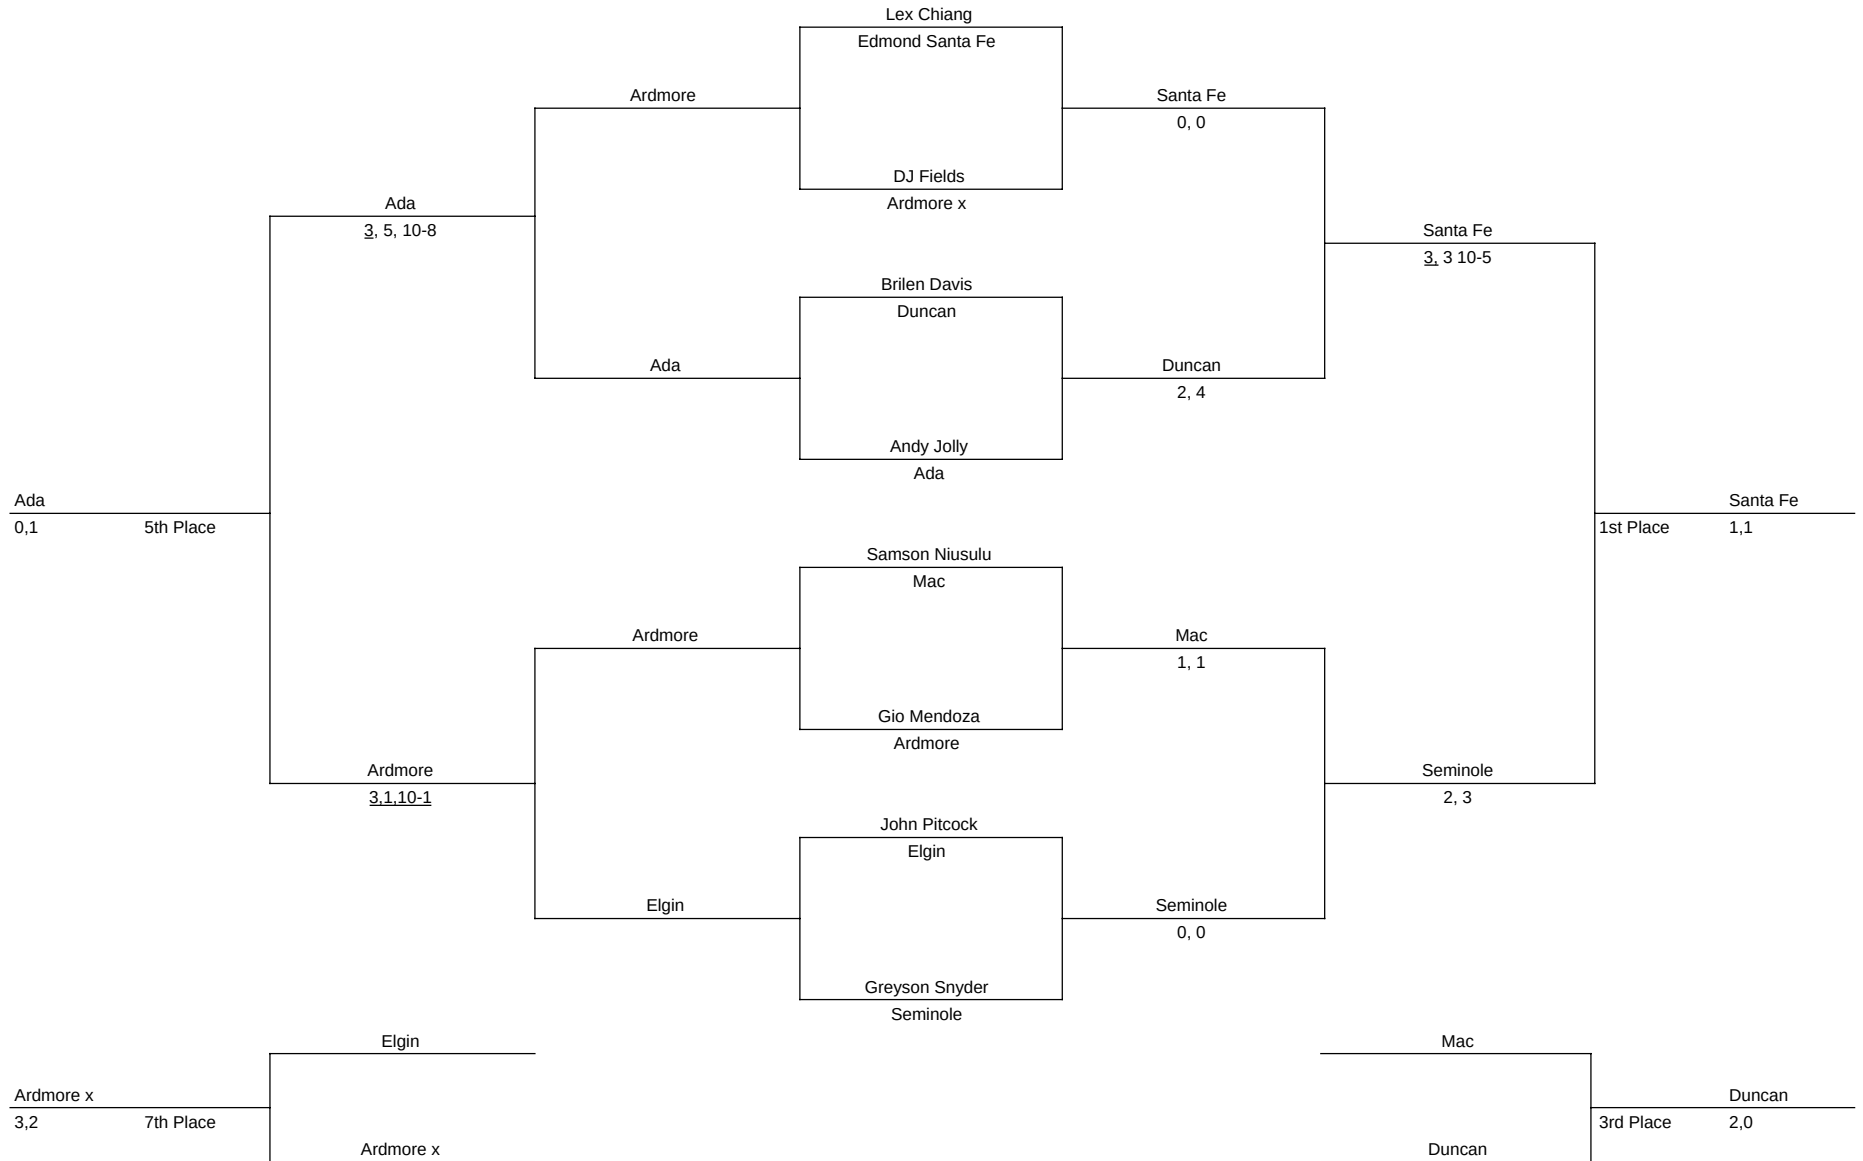 Lex Chiang
Edmond Santa Fe
Ardmore
Santa Fe
0, 0
DJ Fields
Ardmore x
Ada
3, 5, 10-8
Santa Fe
3, 3 10-5
Brilen Davis
Duncan
Ada
Duncan
2, 4
Andy Jolly
Ada
Ada
0,1 5th Place
Santa Fe
1st Place 1,1
Samson Niusulu
Mac
Ardmore
Mac
1, 1
Gio Mendoza
Ardmore
Ardmore
3,1,10-1
Seminole
2, 3
John Pitcock
Elgin
Elgin
Seminole
0, 0
Greyson Snyder
Seminole
Elgin
Mac
Ardmore x
3,2 7th Place
Duncan
3rd Place 2,0
Ardmore x
Duncan